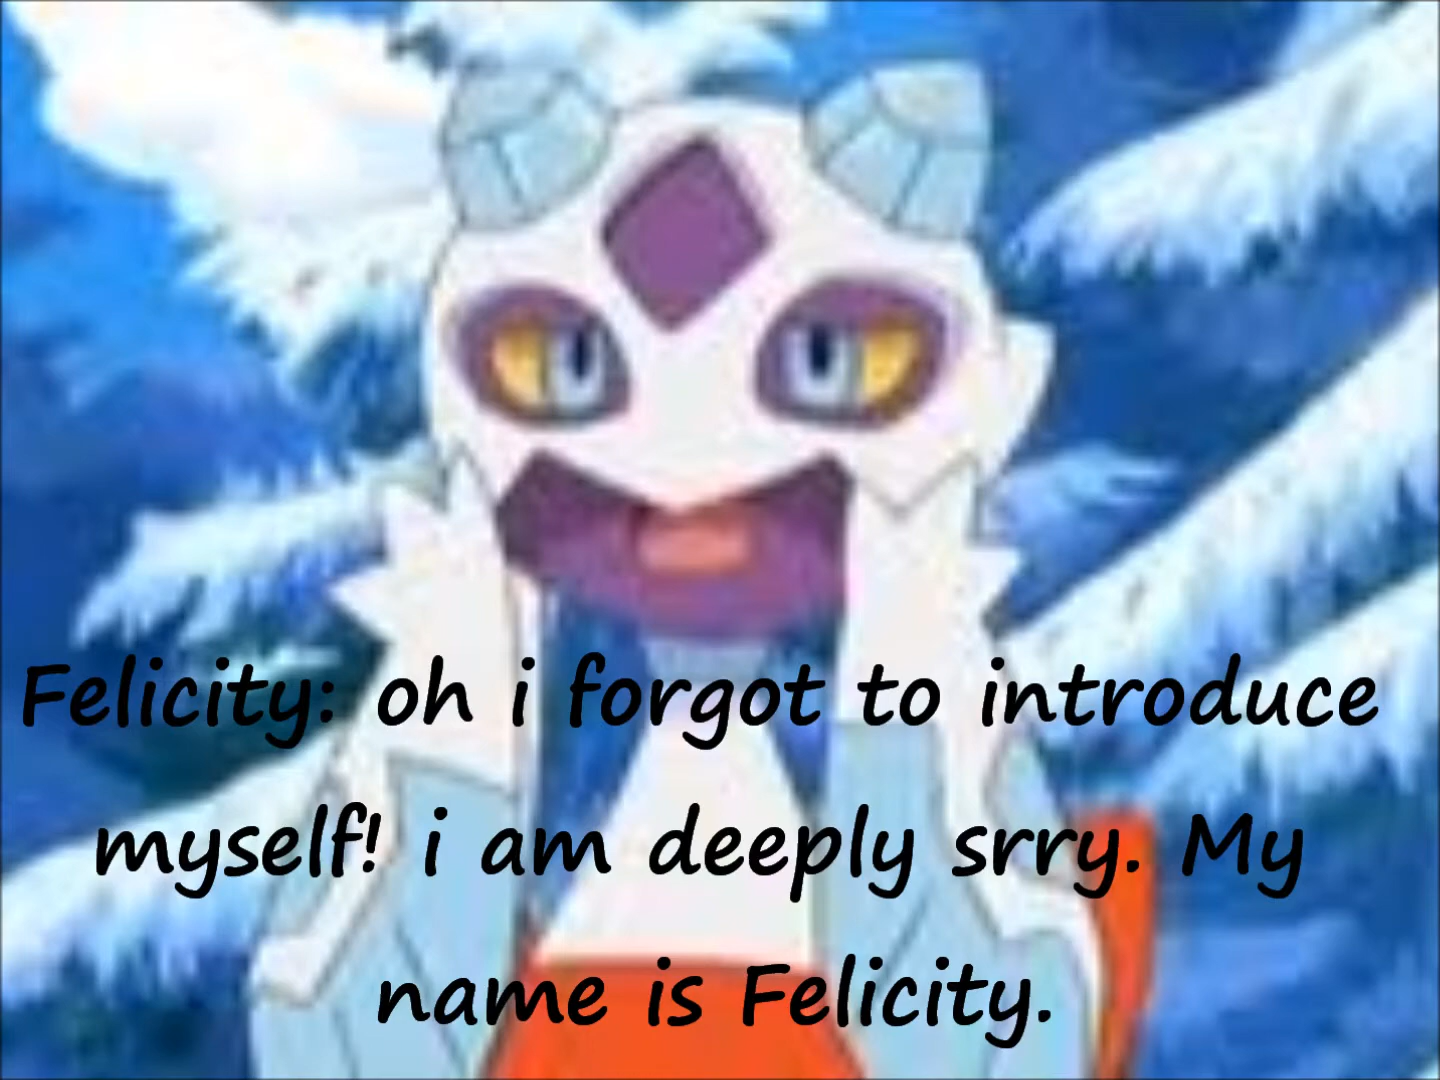 Felicity: oh i forgot to introduce
myself! i am deeply srry. My
name is Felicity.